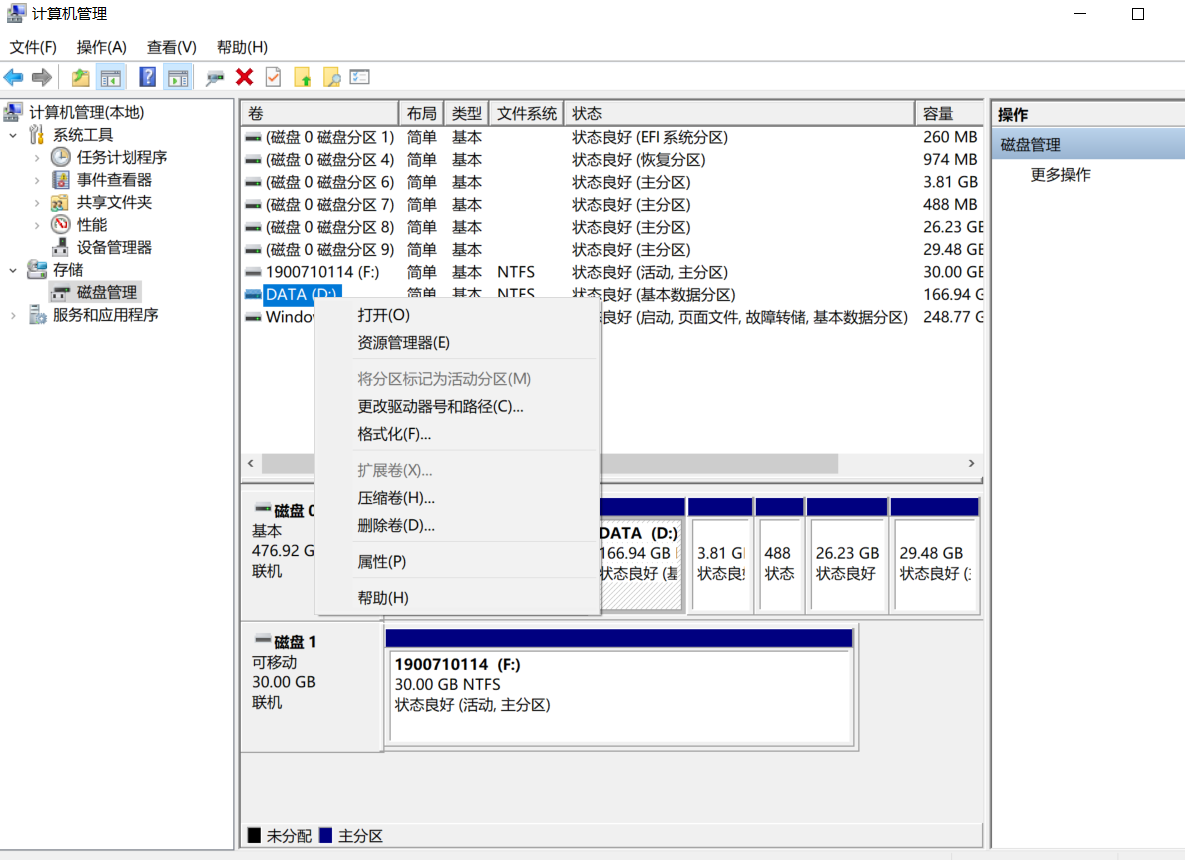 计算机管理
文件(F) 操作(A) 查看(V) 帮助(H)
计算机管理(本地)
系统工具
任务计划程序
事件查看器
共享文件夹
性能
设备管理器
存储
磁盘管理
服务和应用程序
卷 布局 类型 文件系统 状态 容量
(磁盘 0 磁盘分区 1) 简单 基本 状态良好 (EFI 系统分区) 260 MB
(磁盘 0 磁盘分区 4) 简单 基本 状态良好 (恢复分区) 974 MB
(磁盘 0 磁盘分区 6) 简单 基本 状态良好 (主分区) 3.81 GB
(磁盘 0 磁盘分区 7) 简单 基本 状态良好 (主分区) 488 MB
(磁盘 0 磁盘分区 8) 简单 基本 状态良好 (主分区) 26.23 GB
(磁盘 0 磁盘分区 9) 简单 基本 状态良好 (主分区) 29.48 GB
1900710114 (F:) 简单 基本 NTFS 状态良好 (活动, 主分区) 30.00 GB
DATA (D:) 简单 基本 NTFS 状态良好 (基本数据分区) 166.94 G
Windo 良好 (启动, 页面文件, 故障转储, 基本数据分区) 248.77 G
打开(O)
资源管理器(E)
将分区标记为活动分区(M)
更改驱动器号和路径(C)...
格式化(F)...
扩展卷(X)...
压缩卷(H)...
删除卷(D)...
属性(P)
帮助(H)
磁盘 0
基本
476.92 G
联机
DATA (D:)
166.94 GB
状态良好 (基
3.81 G
状态良
488
状态
26.23 GB
状态良好
29.48 GB
状态良好 (
磁盘 1
可移动
30.00 GB
联机
1900710114 (F:)
30.00 GB NTFS
状态良好 (活动, 主分区)
未分配 主分区
操作
磁盘管理
更多操作